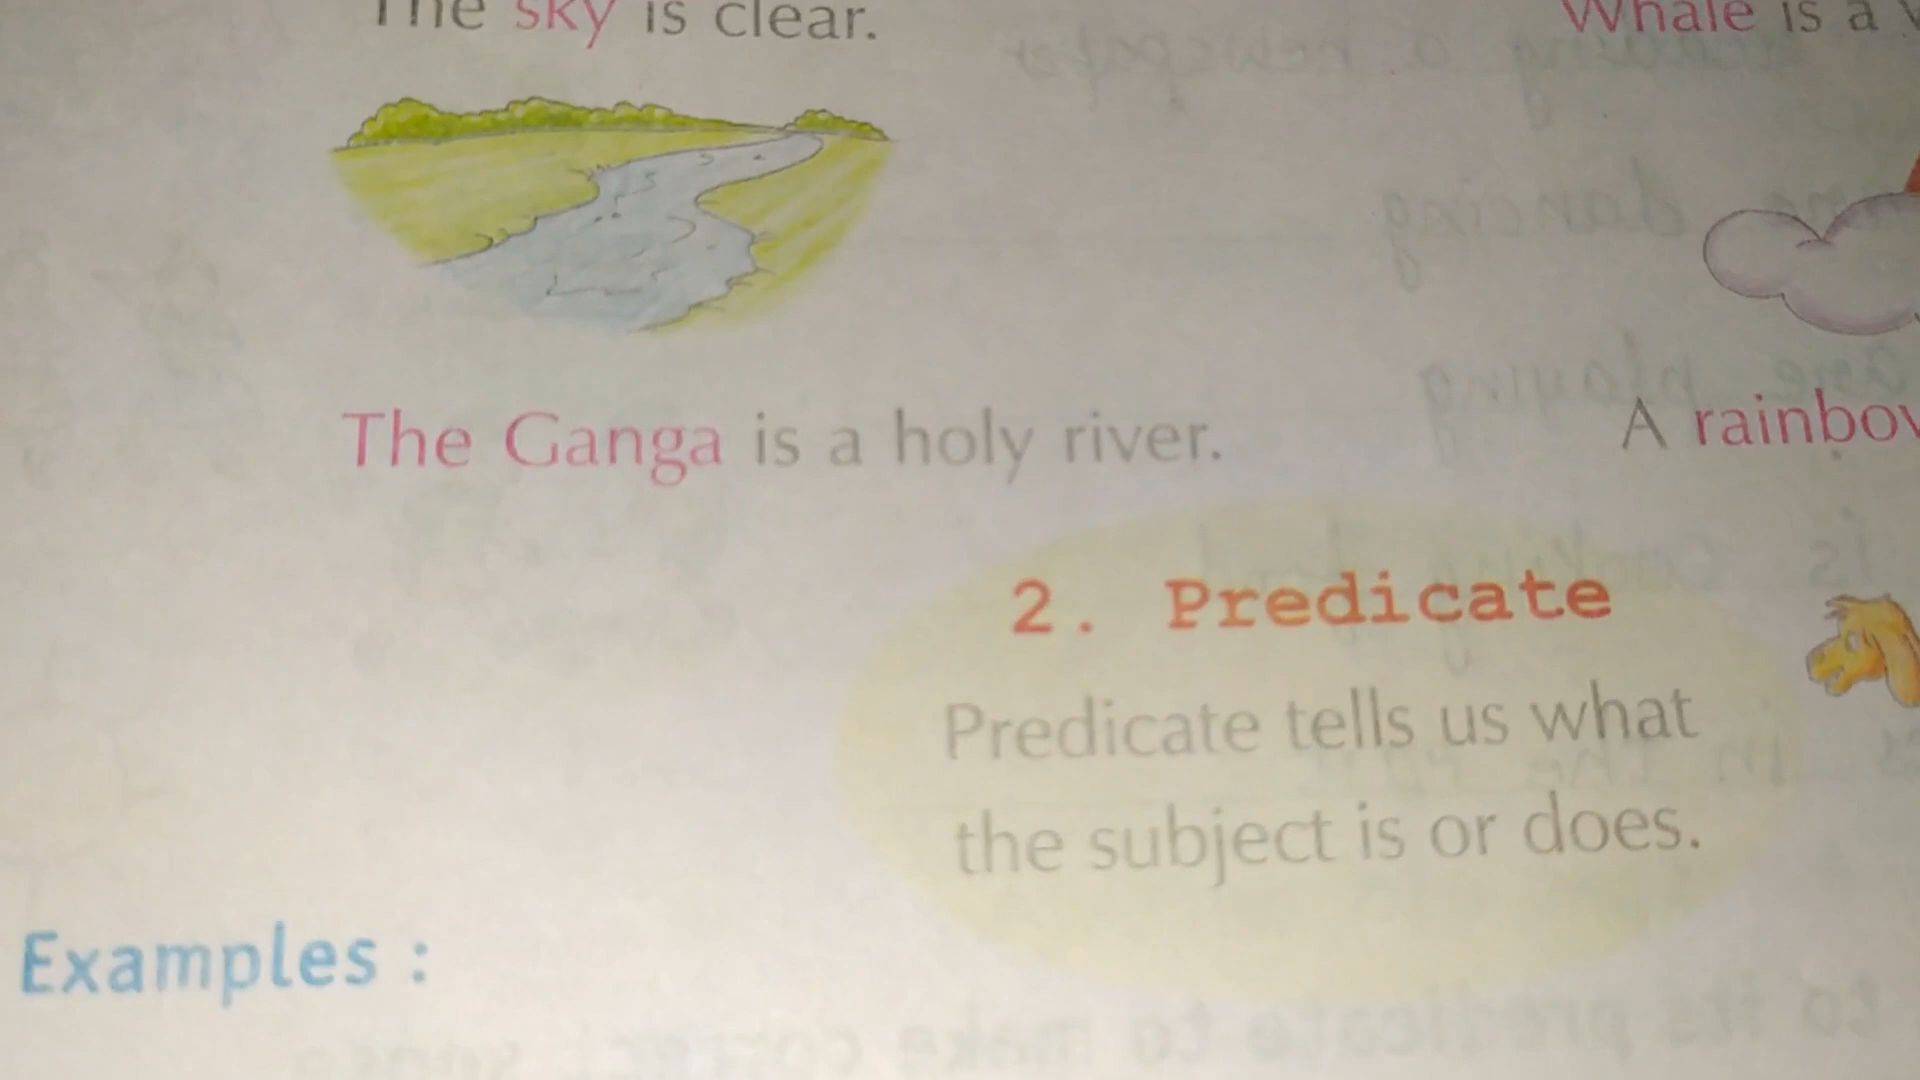 The sky is clear.
Whale is a
The Ganga is a holy river.
A rainbow
2. Predicate
Predicate tells us what
the subject is or does.
Examples :